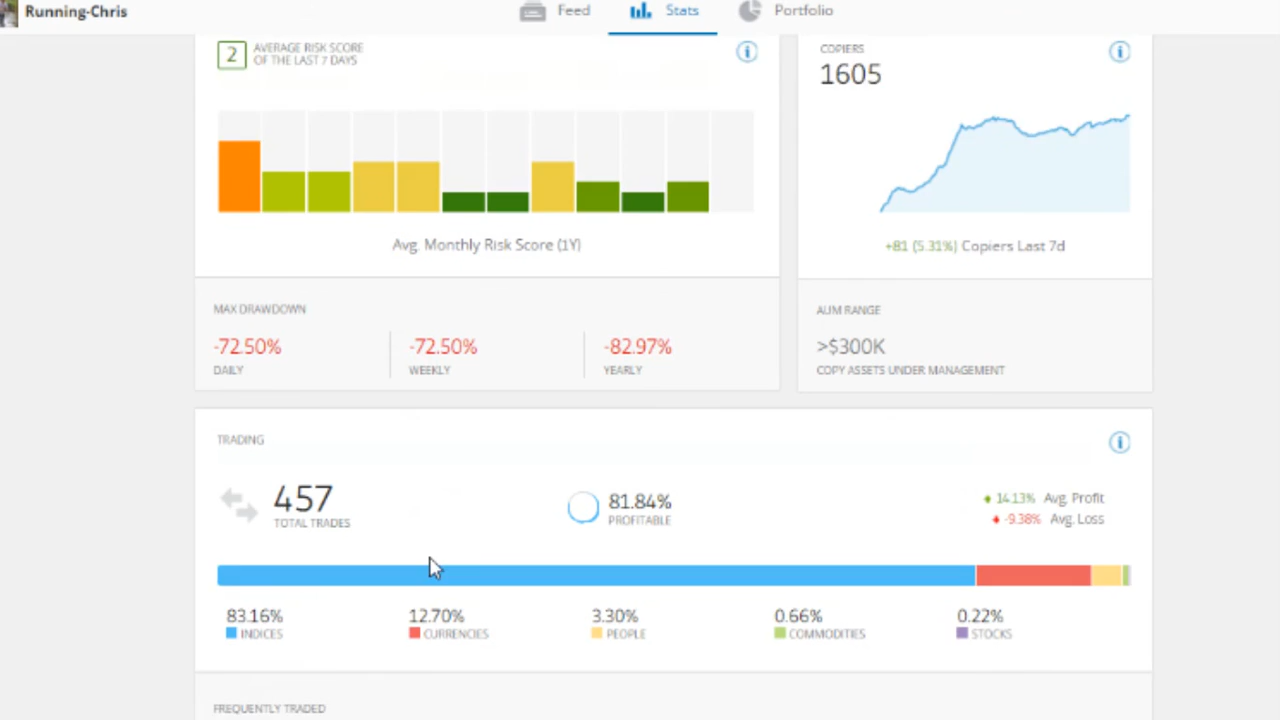 Running-Chris
Feed
Stats
Portfolio
2
AVERAGE RISK SCORE
OF THE LAST 7 DAYS
Avg. Monthly Risk Score (1Y)
MAX DRAWDOWN
-72.50%
DAILY
-72.50%
WEEKLY
-82.97%
YEARLY
COPIERS
1605
+81 (5.31%) Copiers Last 7d
AUM RANGE
>$300K
COPY ASSETS UNDER MANAGEMENT
TRADING
457
TOTAL TRADES
81.84%
PROFITABLE
14.13% Avg. Profit
-9.38% Avg. Loss
83.16%
INDICES
12.70%
CURRENCIES
3.30%
PEOPLE
0.66%
COMMODITIES
0.22%
STOCKS
FREQUENTLY TRADED